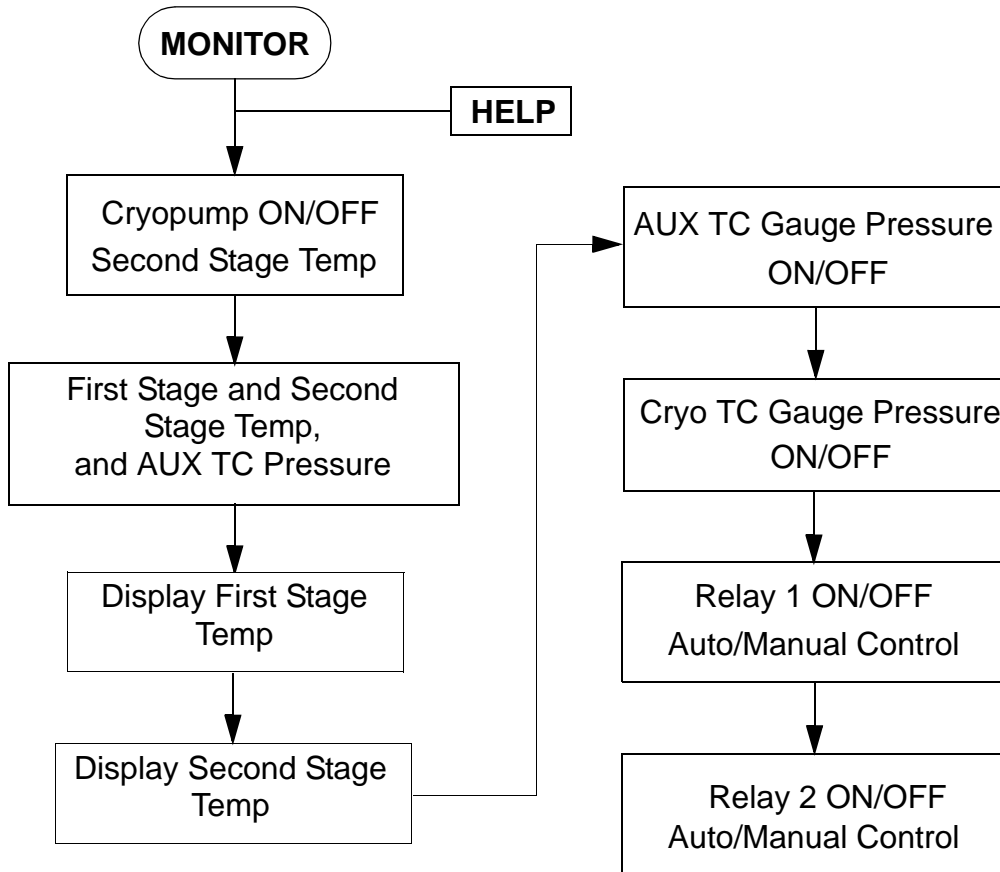 MONITOR
HELP
Cryopump ON/OFF
Second Stage Temp
First Stage and Second
Stage Temp,
and AUX TC Pressure
Display First Stage
Temp
Display Second Stage
Temp
AUX TC Gauge Pressure
ON/OFF
Cryo TC Gauge Pressure
ON/OFF
Relay 1 ON/OFF
Auto/Manual Control
Relay 2 ON/OFF
Auto/Manual Control